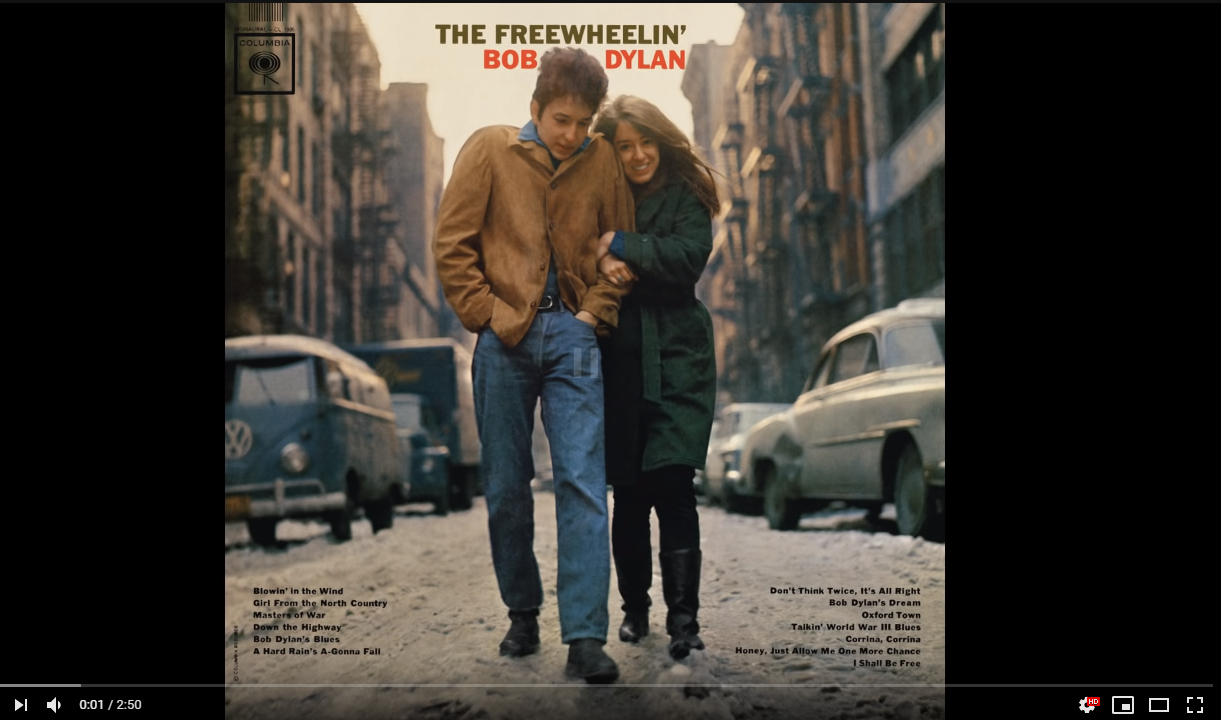 THE FREEWHEELIN'
BOB DYLAN
COLUMBIA
Blowin' in the Wind
Girl From the North Country
Masters of War
Down the Highway
Bob Dylan's Blues
A Hard Rain's A-Gonna Fall
Don't Think Twice, It's All Right
Bob Dylan's Dream
Oxford Town
Talkin' World War III Blues
Corrina, Corrina
Honey, Just Allow Me One More Chance
I Shall Be Free
0:01 / 2:50
HD